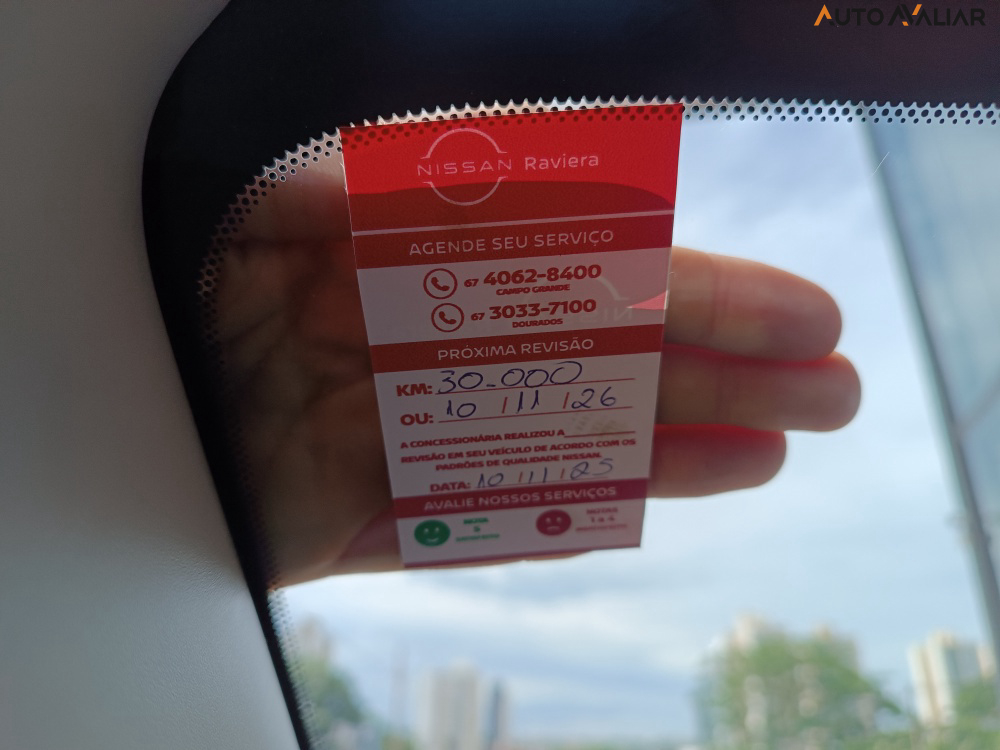 AUTOAVALIAR
NISSAN Raviera
AGENDE SEU SERVIÇO
67 4062-8400
CAMPO GRANDE
67 3033-7100
DOURADOS
PRÓXIMA REVISÃO
KM: 30.000
OU: 10/11/26
A CONCESSIONÁRIA REALIZOU A
REVISÃO EM SEU VEÍCULO DE ACORDO COM OS
PADRÕES DE QUALIDADE NISSAN.
DATA: 10/11/25
AVALIE NOSSOS SERVIÇOS